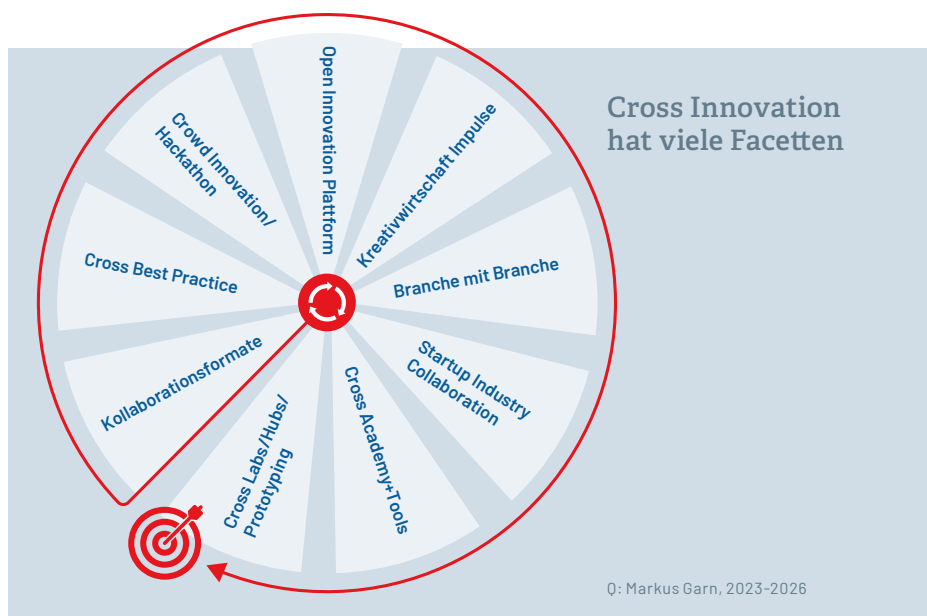 Cross Innovation
hat viele Facetten
Open Innovation Plattform
Kreativwirtschaft Impulse
Branche mit Branche
Startup Industry
Collaboration
Cross Academy+Tools
Cross Labs/Hubs/
Prototyping
Kollaborationsformate
Cross Best Practice
Crowd Innovation/
Hackathon
Q: Markus Garn, 2023-2026